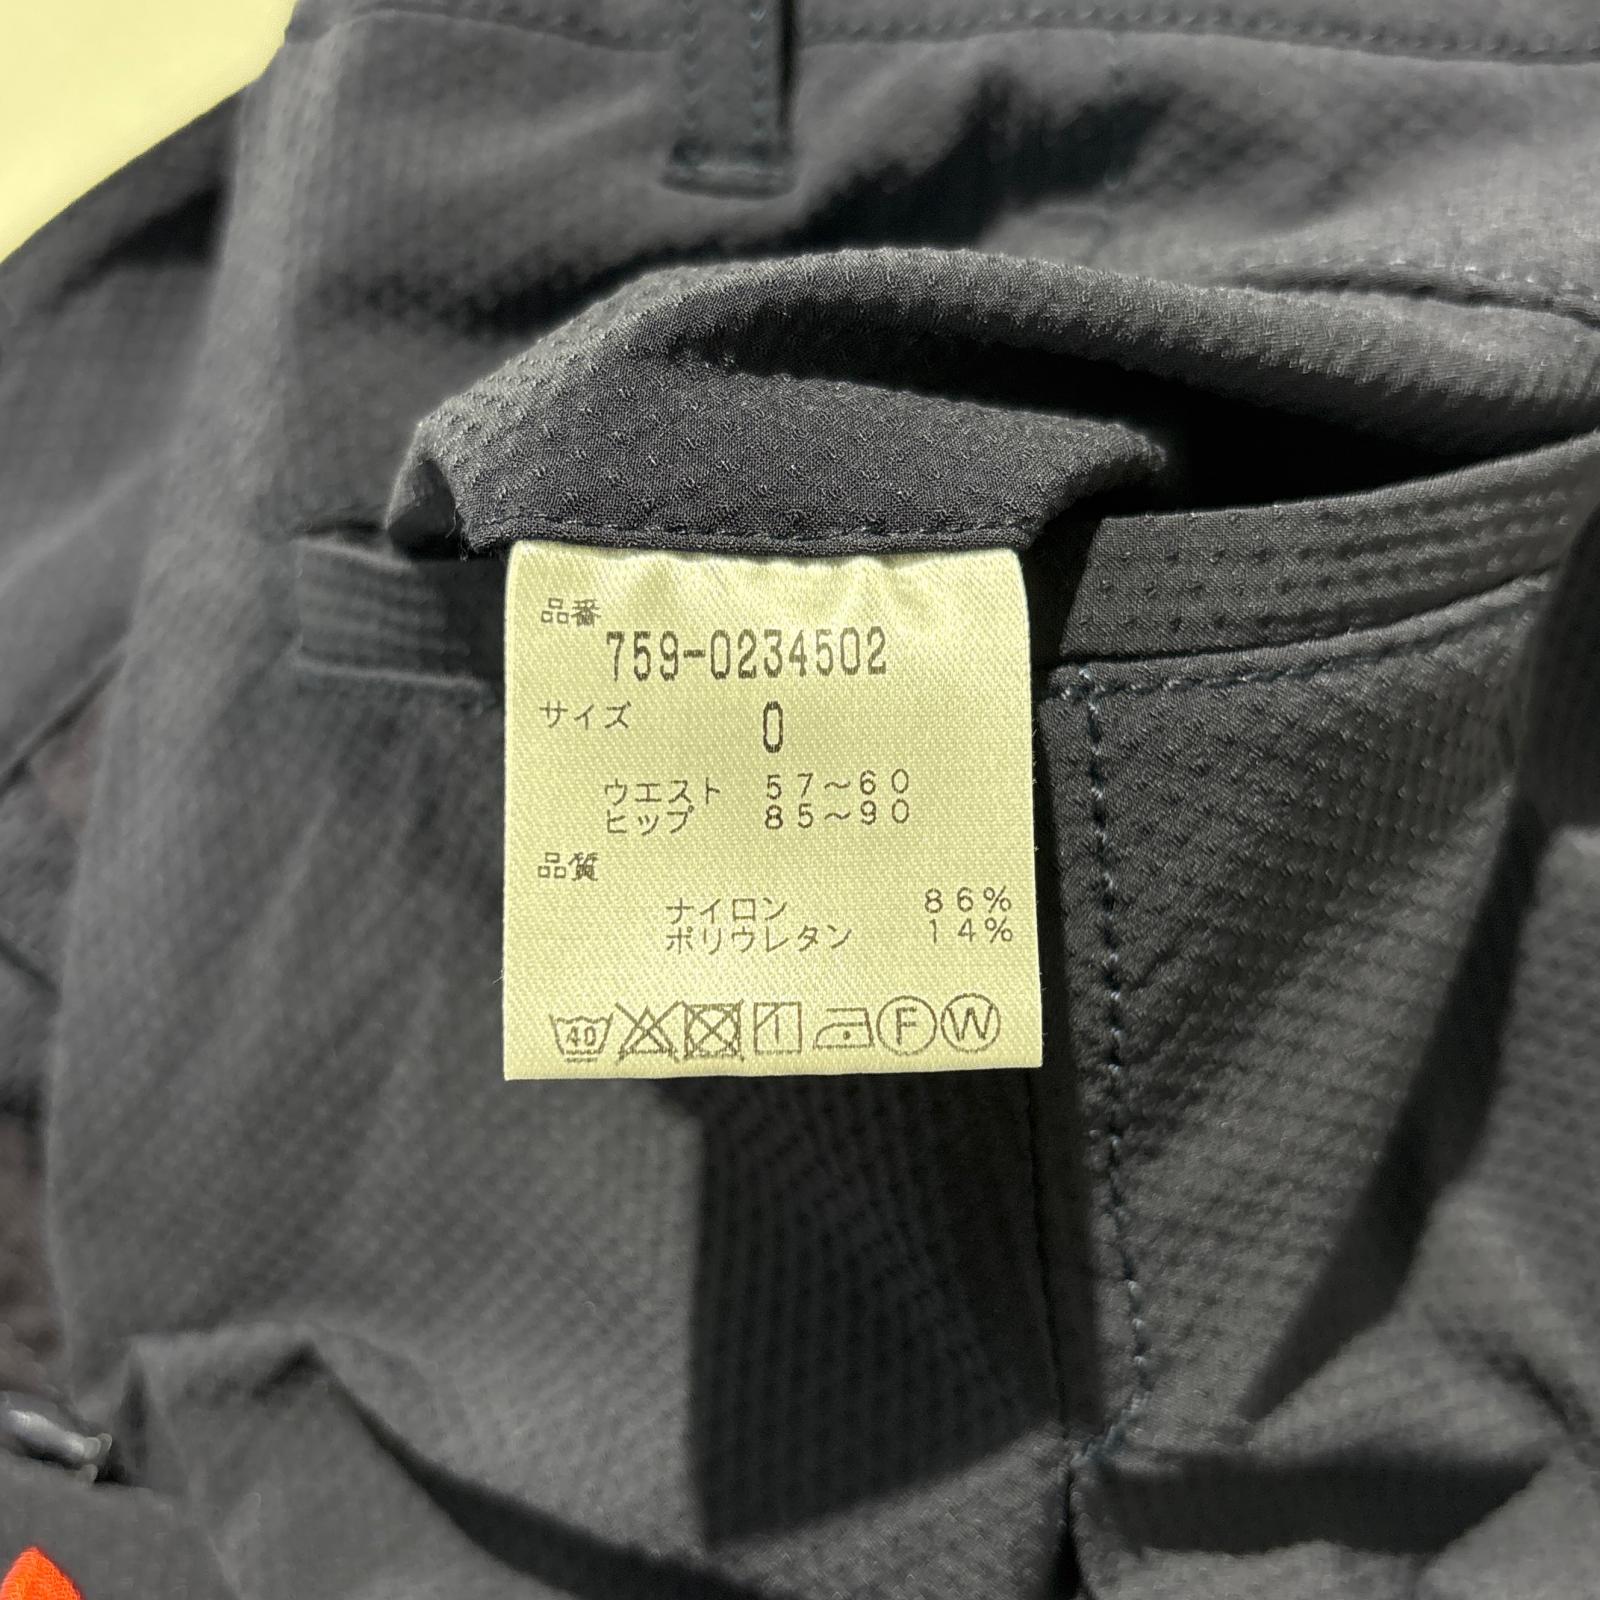 品番
759-0234502
サイズ 0
ウエスト 57~60
ヒップ 85~90
品質
ナイロン 86%
ポリウレタン 14%
40 F W